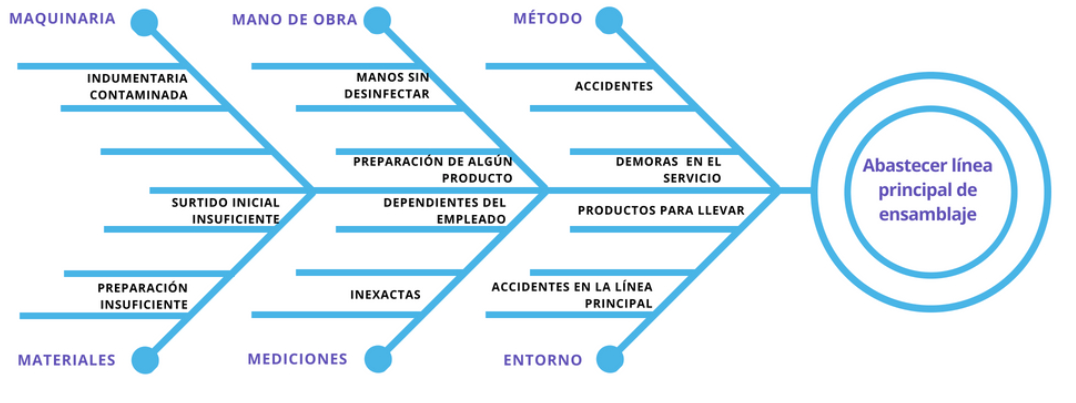 MAQUINARIA
MANO DE OBRA
MÉTODO
INDUMENTARIA
CONTAMINADA
MANOS SIN
DESINFECTAR
ACCIDENTES
PREPARACIÓN DE ALGÚN
PRODUCTO
DEMORAS EN EL
SERVICIO
Abastecer línea
principal de
ensamblaje
SURTIDO INICIAL
INSUFICIENTE
DEPENDIENTES DEL
EMPLEADO
PRODUCTOS PARA LLEVAR
PREPARACIÓN
INSUFICIENTE
INEXACTAS
ACCIDENTES EN LA LÍNEA
PRINCIPAL
MATERIALES
MEDICIONES
ENTORNO